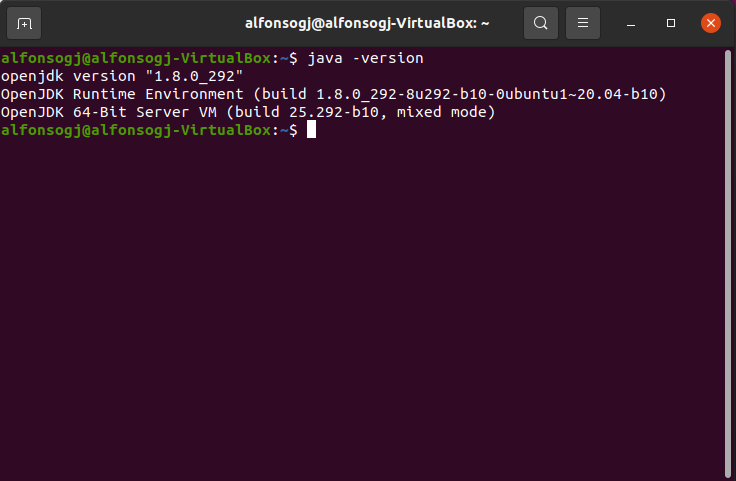 alfonsogj@alfonsogj-VirtualBox: ~
alfonsogj@alfonsogj-VirtualBox:~$ java -version
openjdk version "1.8.0_292"
OpenJDK Runtime Environment (build 1.8.0_292-8u292-b10-0ubuntu1~20.04-b10)
OpenJDK 64-Bit Server VM (build 25.292-b10, mixed mode)
alfonsogj@alfonsogj-VirtualBox:~$